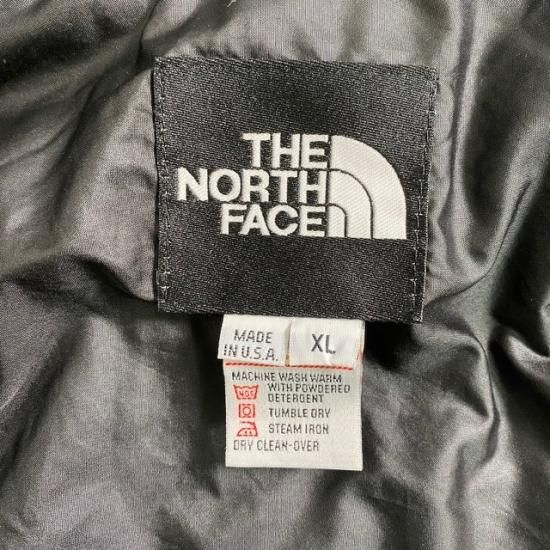 THE
NORTH
FACE
MADE
IN U.S.A.
XL
MACHINE WASH WARM
WITH POWDERED
DETERGENT
TUMBLE DRY
STEAM IRON
DRY CLEAN-OVER